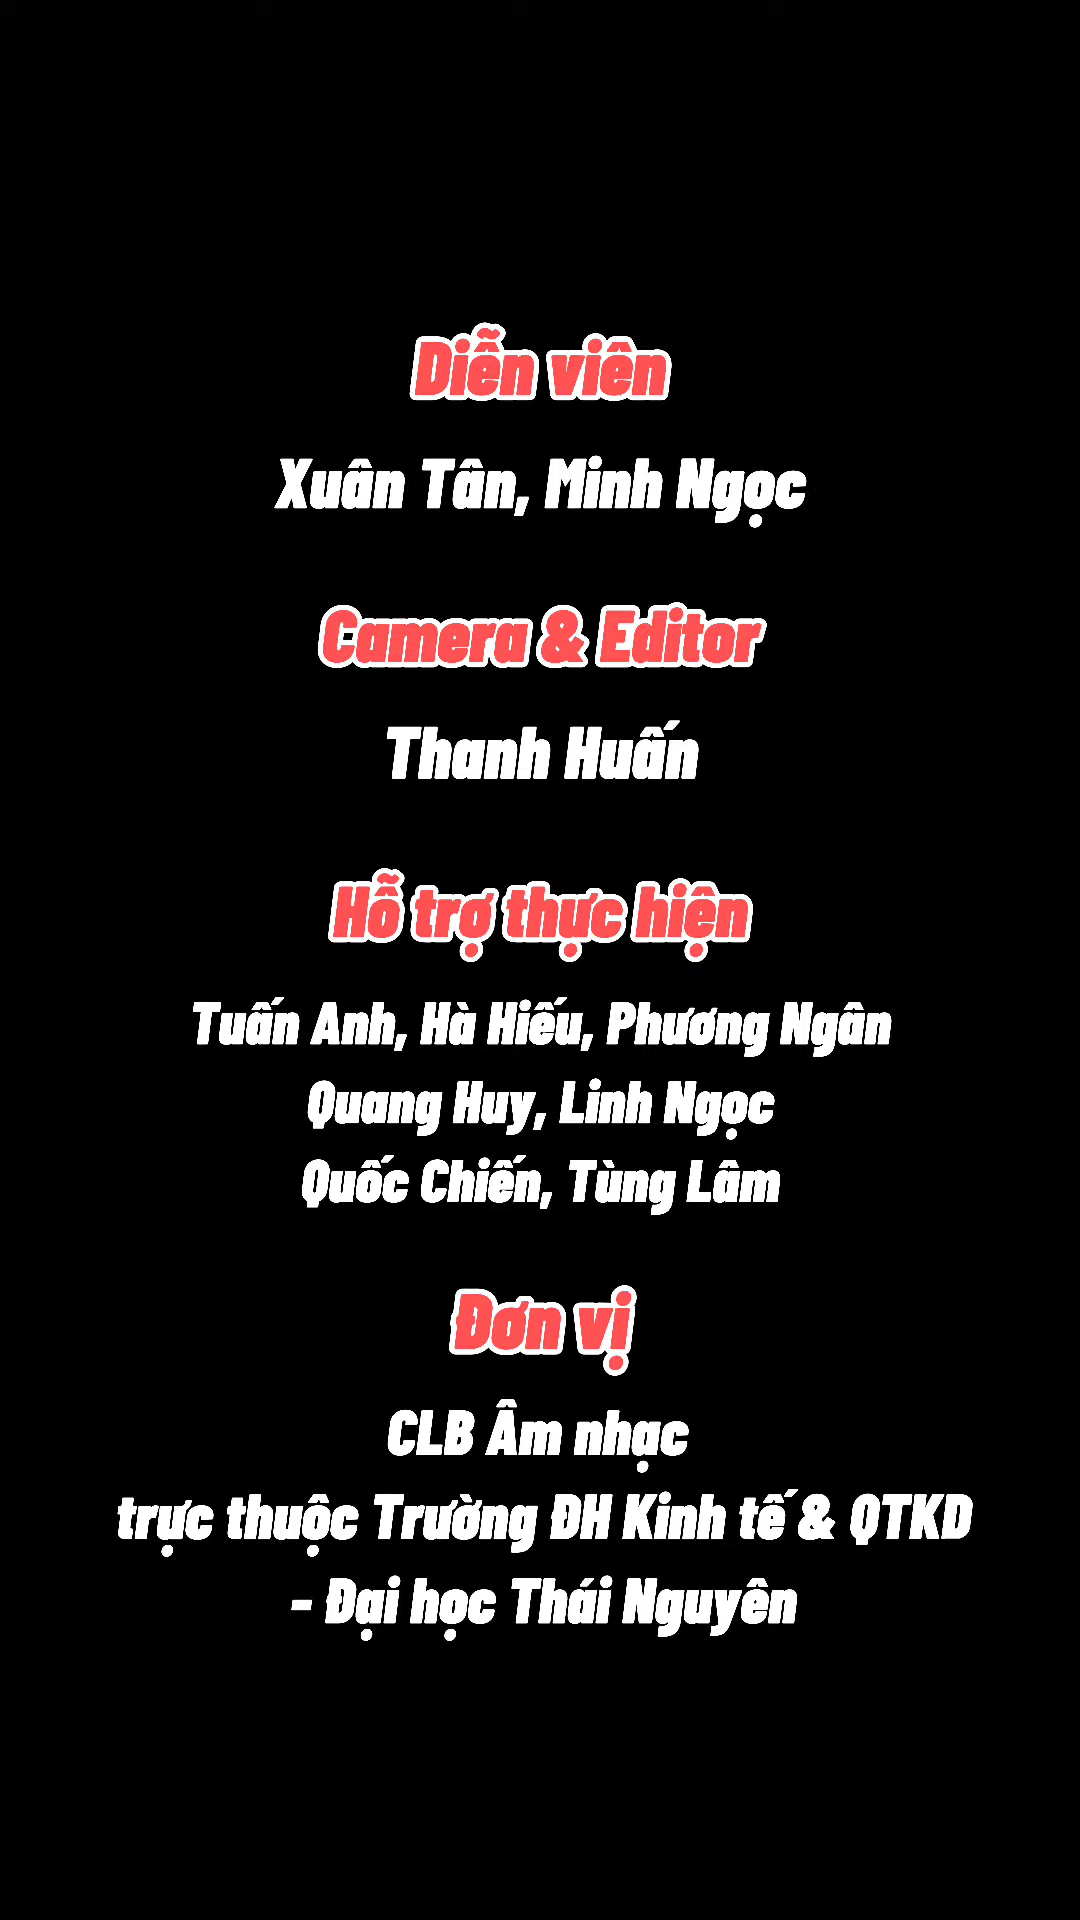 Diễn viên
Xuân Tân, Minh Ngọc
Camera & Editor
Thanh Huấn
Hỗ trợ thực hiện
Tuấn Anh, Hà Hiếu, Phương Ngân
Quang Huy, Linh Ngọc
Quốc Chiến, Tùng Lâm
Đơn vị
CLB Âm nhạc
trực thuộc Trường ĐH Kinh tế & QTKD
- Đại học Thái Nguyên